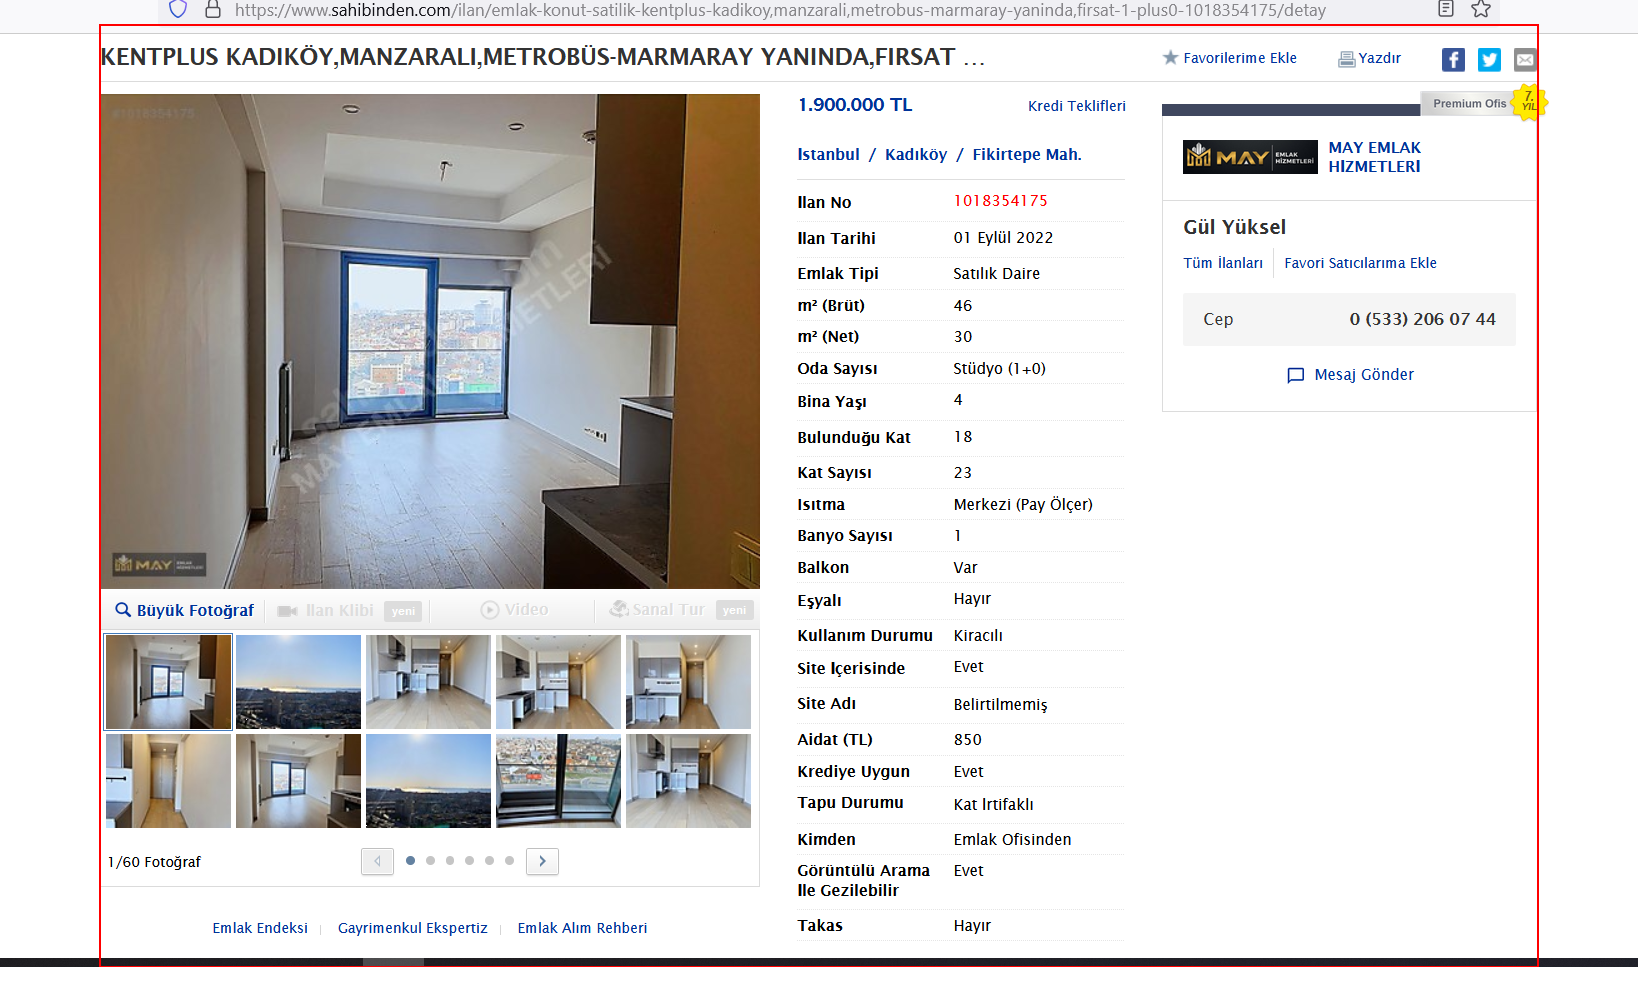 https://www.sahibinden.com/ilan/emlak-konut-satilik-kentplus-kadikoy,manzarali,metrobus-marmaray-yaninda,firsat-1-plus0-1018354175/detay
KENTPLUS KADIKÖY,MANZARALI,METROBÜS-MARMARAY YANINDA,FIRSAT ...
Favorilerime Ekle
Yazdır
#1018354175
MAY EMLAK HİZMETLERİ
Büyük Fotoğraf
İlan Klibi yeni
Video
Sanal Tur yeni
1/60 Fotoğraf
Emlak Endeksi
Gayrimenkul Ekspertiz
Emlak Alım Rehberi
1.900.000 TL
Kredi Teklifleri
İstanbul / Kadıköy / Fikirtepe Mah.
İlan No 1018354175
İlan Tarihi 01 Eylül 2022
Emlak Tipi Satılık Daire
m² (Brüt) 46
m² (Net) 30
Oda Sayısı Stüdyo (1+0)
Bina Yaşı 4
Bulunduğu Kat 18
Kat Sayısı 23
Isıtma Merkezi (Pay Ölçer)
Banyo Sayısı 1
Balkon Var
Eşyalı Hayır
Kullanım Durumu Kiracılı
Site İçerisinde Evet
Site Adı Belirtilmemiş
Aidat (TL) 850
Krediye Uygun Evet
Tapu Durumu Kat İrtifaklı
Kimden Emlak Ofisinden
Görüntülü Arama Evet
İle Gezilebilir
Takas Hayır
Premium Ofis
7. YIL
MAY EMLAK HİZMETLERİ
MAY EMLAK
HİZMETLERİ
Gül Yüksel
Tüm İlanları
Favori Satıcılarıma Ekle
Cep 0 (533) 206 07 44
Mesaj Gönder